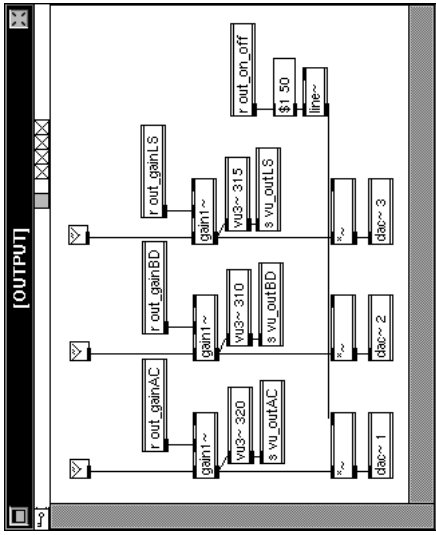 [OUTPUT]
r out_on_off
$1 50
line~
r out_gainAC
r out_gainBD
r out_gainLS
gain1~
gain1~
gain1~
vu3~ 320
vu3~ 310
vu3~ 315
s vu_outAC
s vu_outBD
s vu_outLS
*~
*~
*~
dac~ 1
dac~ 2
dac~ 3